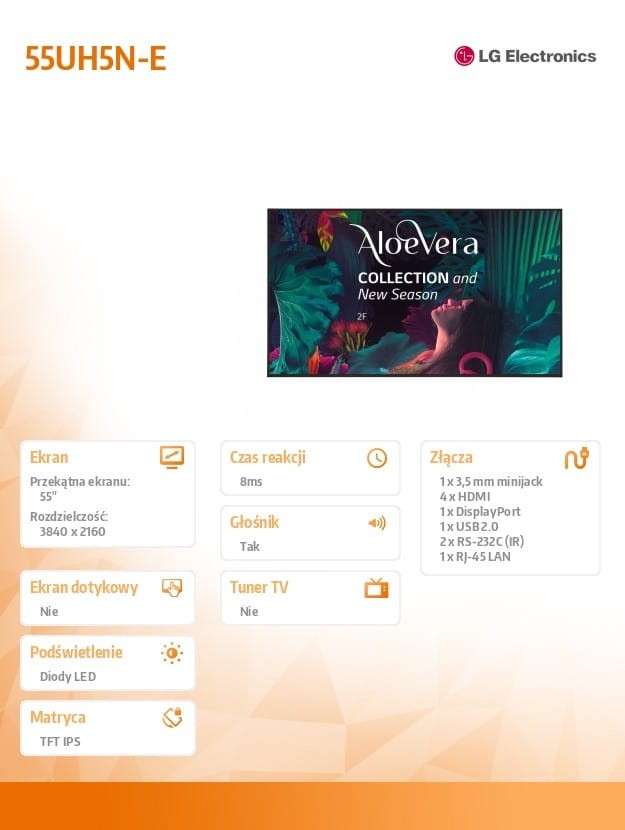 55UH5N-E
LG Electronics
AloeVera
COLLECTION and
New Season
2F
Ekran
Przekątna ekranu:
55"
Rozdzielczość:
3840 x 2160
Czas reakcji
8ms
Głośnik
Tak
Złącza
1 x 3,5 mm minijack
4 x HDMI
1 x DisplayPort
1 x USB 2.0
2 x RS-232C (IR)
1 x RJ-45 LAN
Ekran dotykowy
Nie
Tuner TV
Nie
Podświetlenie
Diody LED
Matryca
TFT IPS